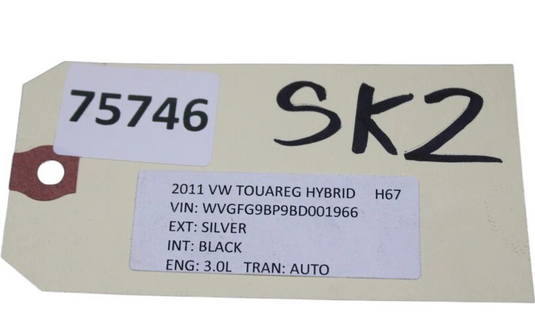 75746
SK2
2011 VW TOUAREG HYBRID H67
VIN: WVGFG9BP9BD001966
EXT: SILVER
INT: BLACK
ENG: 3.0L TRAN: AUTO